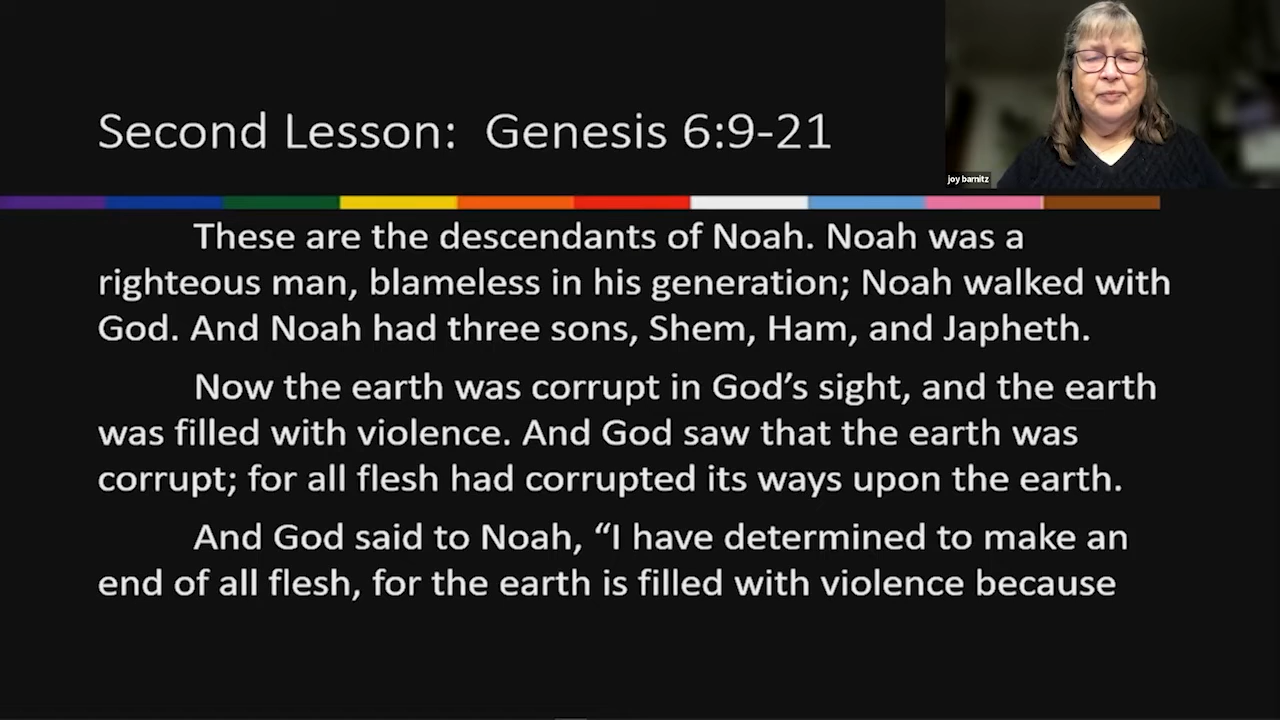 Second Lesson: Genesis 6:9-21
joy barnitz
These are the descendants of Noah. Noah was a
righteous man, blameless in his generation; Noah walked with
God. And Noah had three sons, Shem, Ham, and Japheth.
Now the earth was corrupt in God’s sight, and the earth
was filled with violence. And God saw that the earth was
corrupt; for all flesh had corrupted its ways upon the earth.
And God said to Noah, “I have determined to make an
end of all flesh, for the earth is filled with violence because